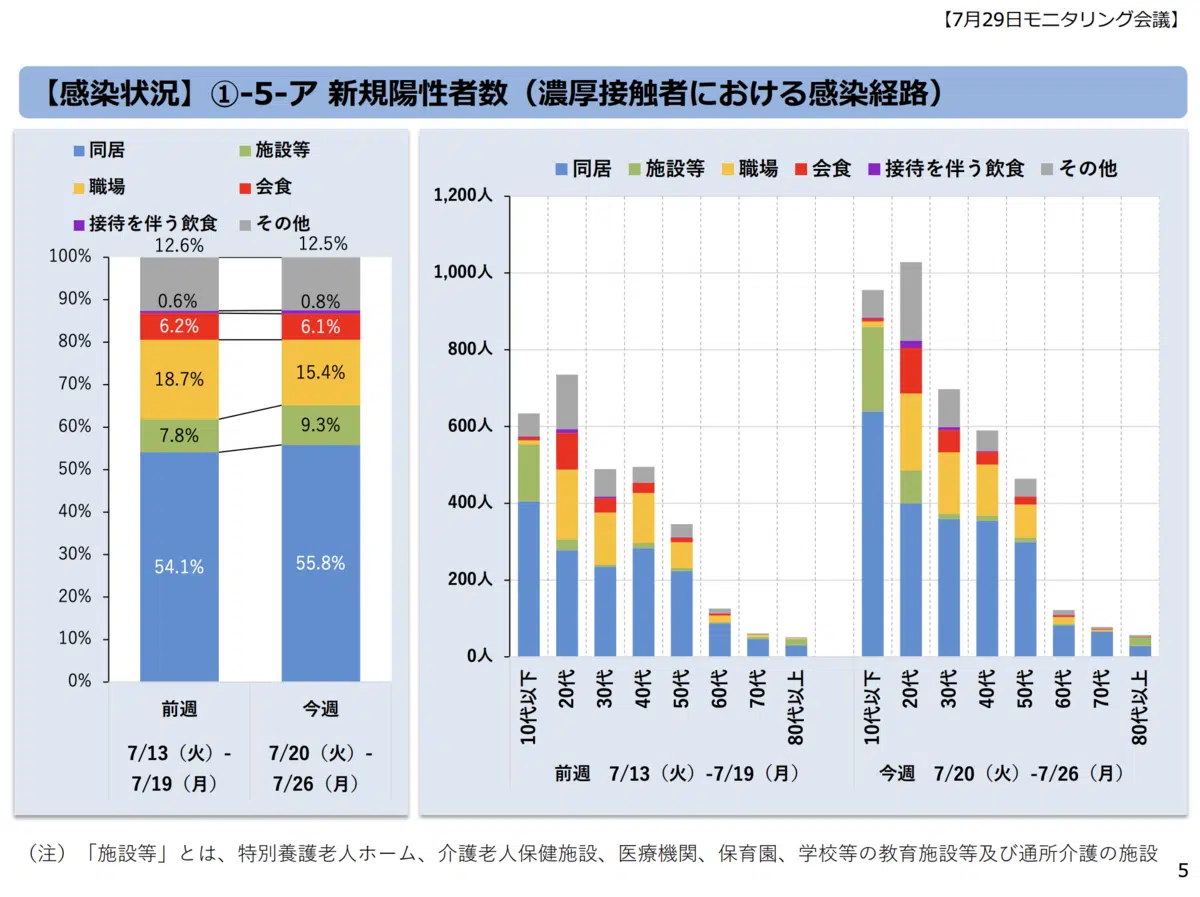 【7月29日モニタリング会議】
【感染状況】①-5-ア 新規陽性者数（濃厚接触者における感染経路）
同居 施設等
職場 会食
接待を伴う飲食 その他
12.6% 12.5%
100%
90%
0.6% 0.8%
6.2% 6.1%
80%
18.7% 15.4%
70%
60%
7.8% 9.3%
50%
40%
30%
54.1% 55.8%
20%
10%
0%
前週 今週
7/13（火）- 7/20（火）-
7/19（月） 7/26（月）
同居 施設等 職場 会食 接待を伴う飲食 その他
1,200人
1,000人
800人
600人
400人
200人
0人
10代以下 20代 30代 40代 50代 60代 70代 80代以上 10代以下 20代 30代 40代 50代 60代 70代 80代以上
前週 7/13（火）-7/19（月） 今週 7/20（火）-7/26（月）
（注）「施設等」とは、特別養護老人ホーム、介護老人保健施設、医療機関、保育園、学校等の教育施設等及び通所介護の施設
5